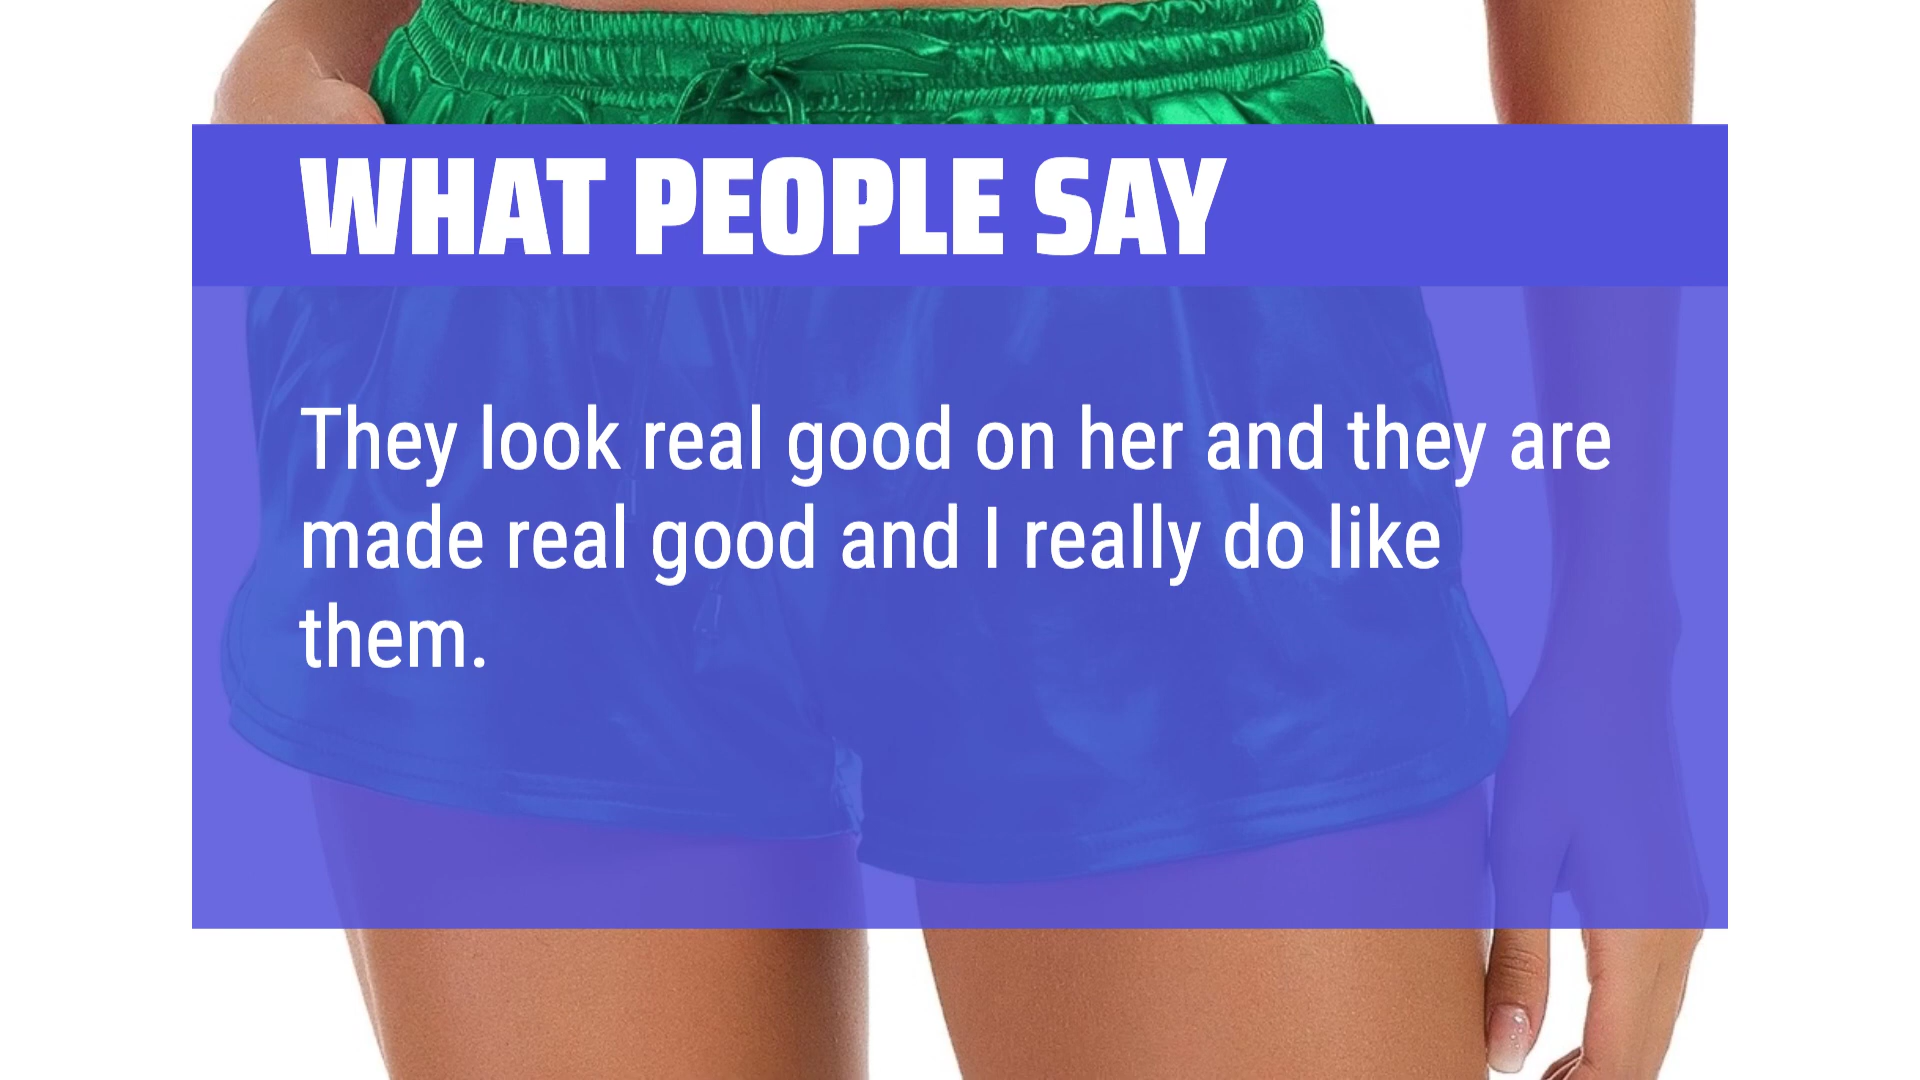 WHAT PEOPLE SAY
They look real good on her and they are
made real good and I really do like
them.